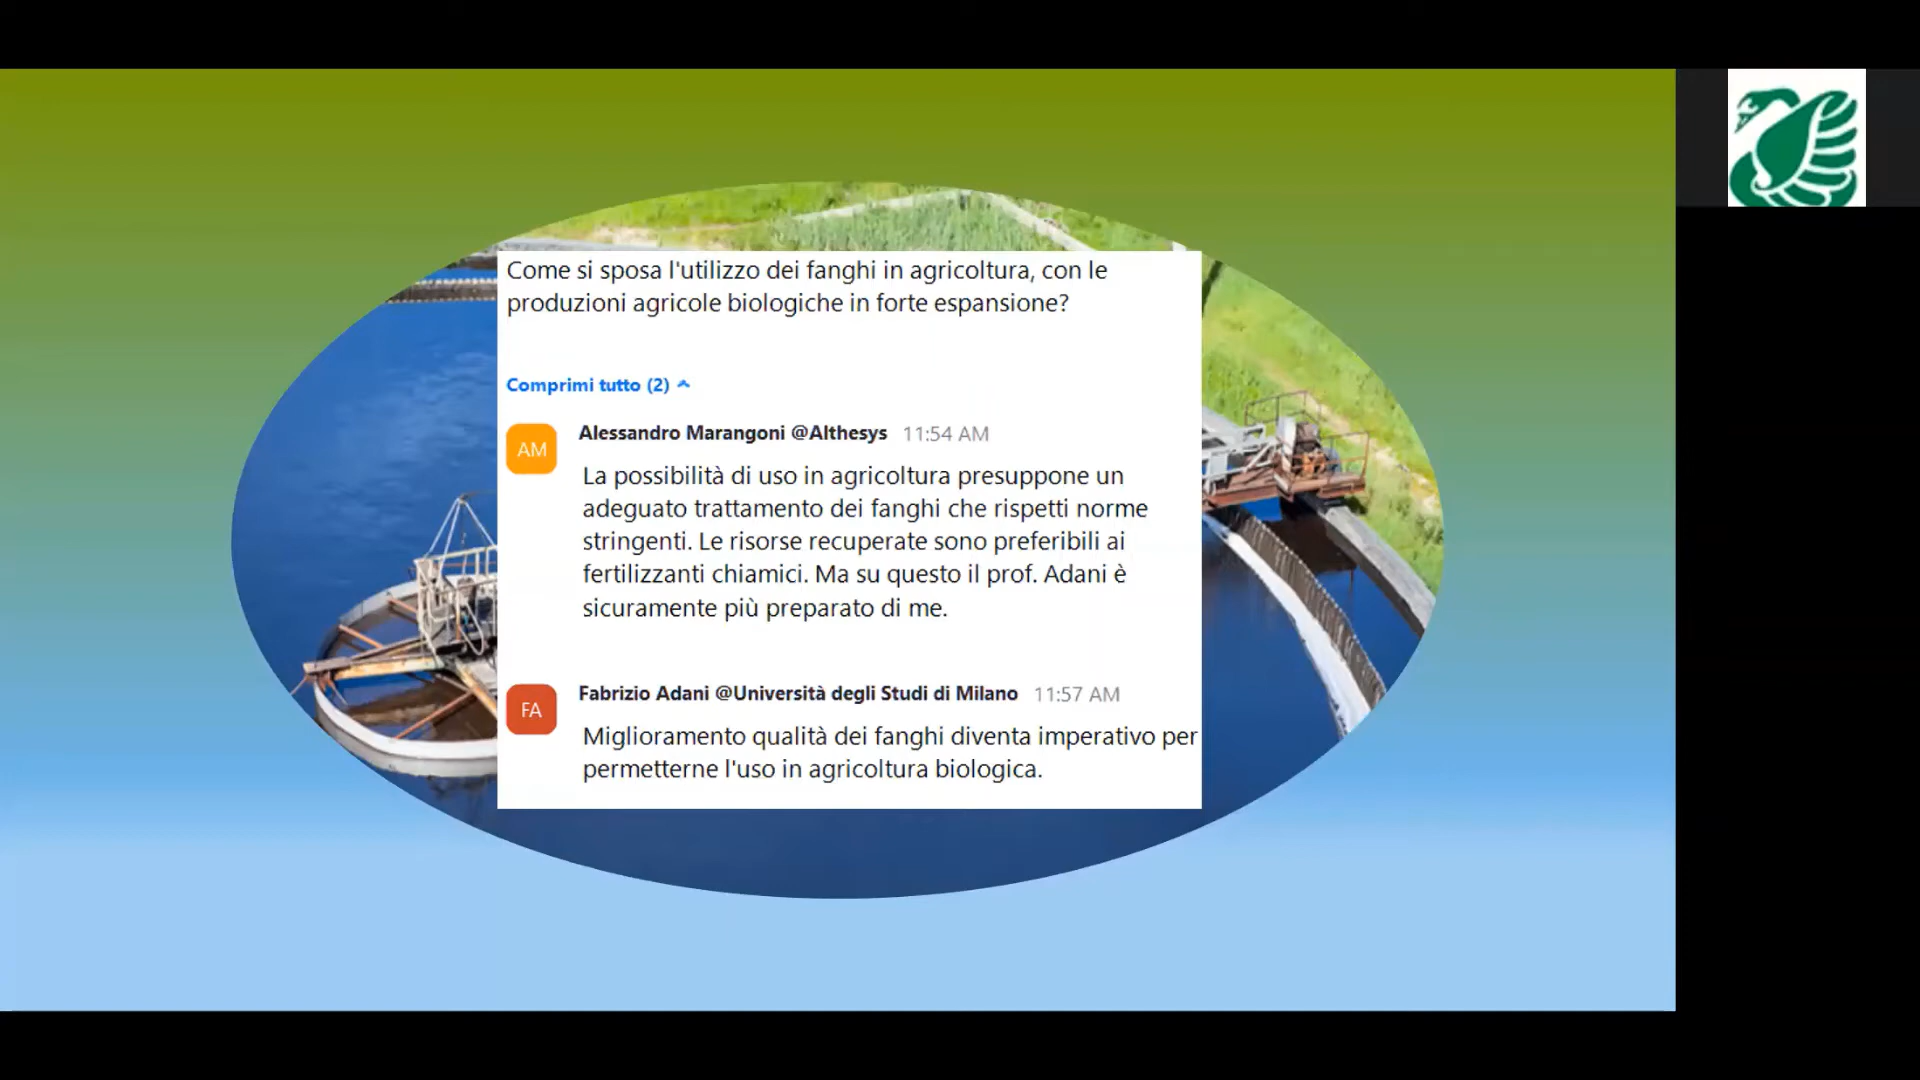 Come si sposa l'utilizzo dei fanghi in agricoltura, con le
produzioni agricole biologiche in forte espansione?
Comprimi tutto (2)
AM
Alessandro Marangoni @Althesys 11:54 AM
La possibilità di uso in agricoltura presuppone un
adeguato trattamento dei fanghi che rispetti norme
stringenti. Le risorse recuperate sono preferibili ai
fertilizzanti chiamici. Ma su questo il prof. Adani è
sicuramente più preparato di me.
FA
Fabrizio Adani @Università degli Studi di Milano 11:57 AM
Miglioramento qualità dei fanghi diventa imperativo per
permetterne l'uso in agricoltura biologica.